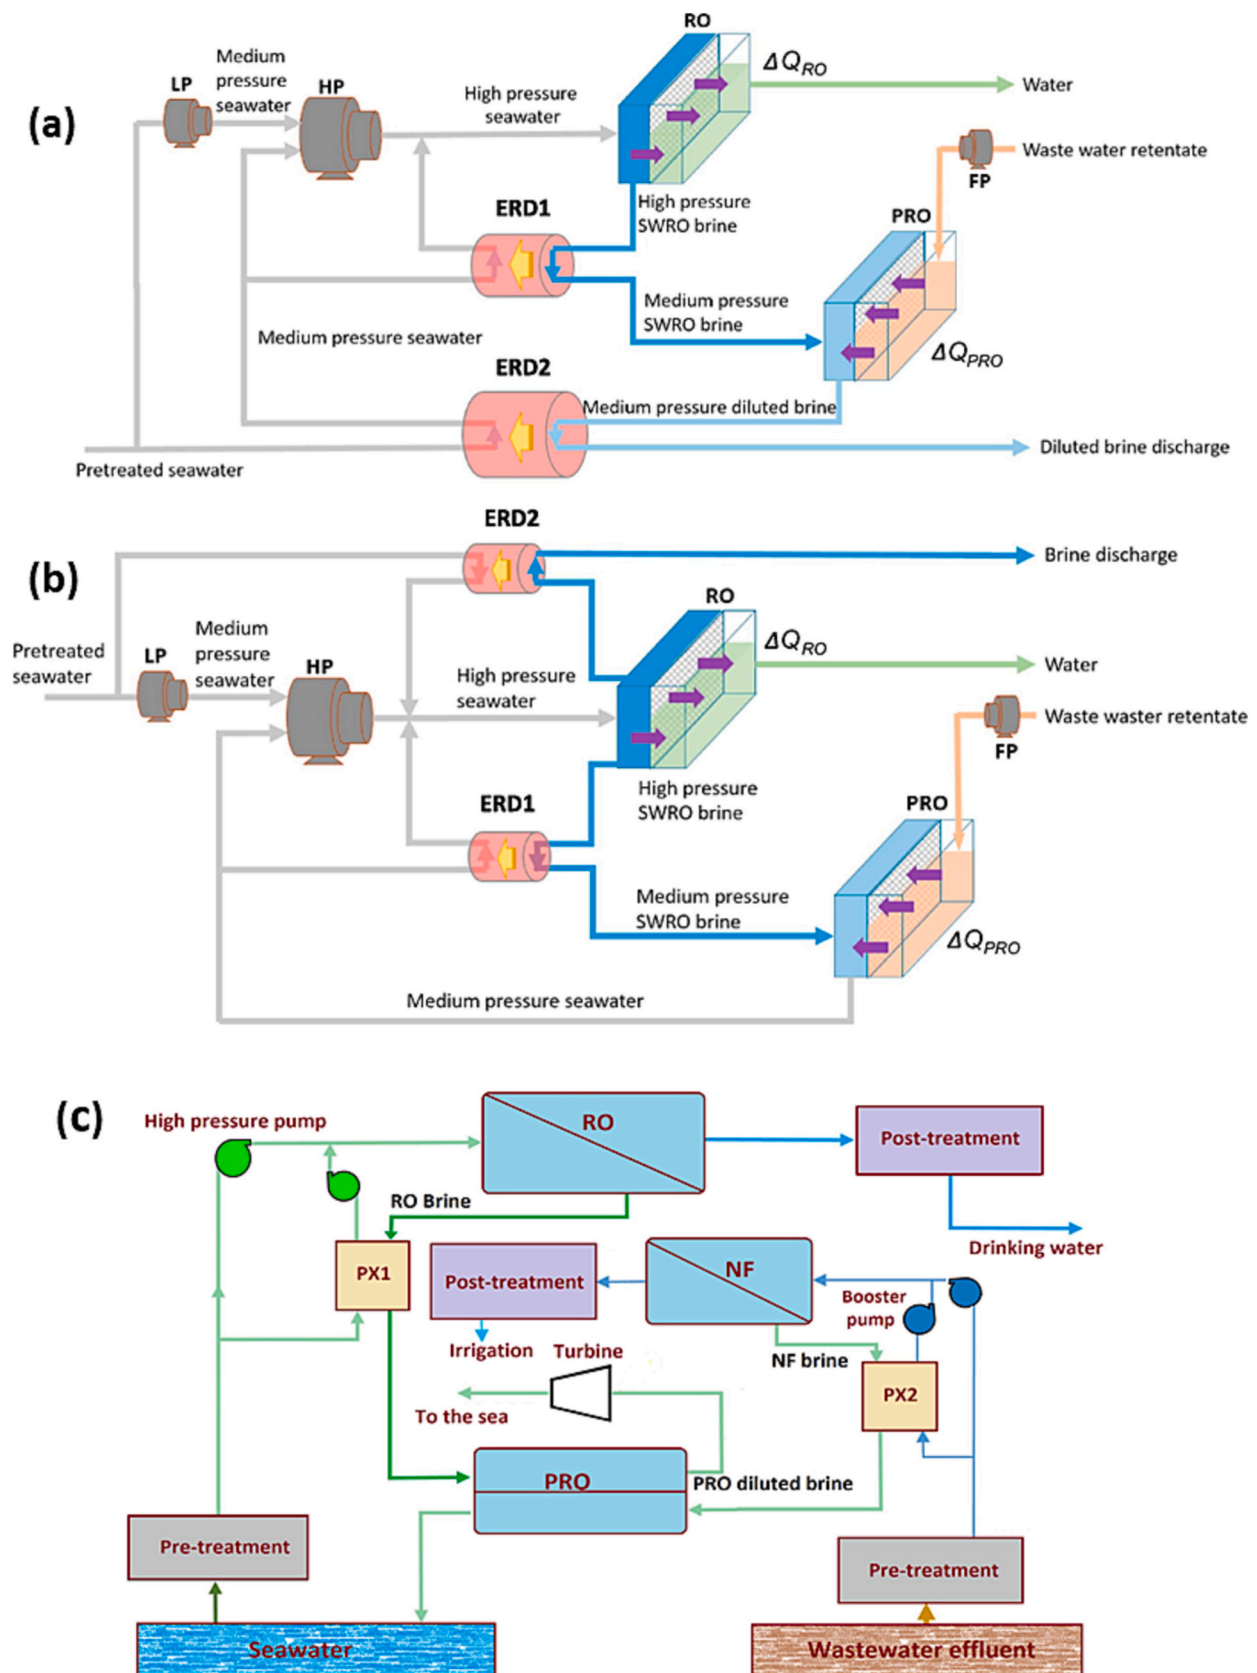 (a)
LP
Medium
pressure
seawater
HP
High pressure
seawater
RO
ΔQRO
Water
Waste water retentate
FP
High pressure
SWRO brine
ERD1
PRO
Medium pressure
SWRO brine
ΔQPRO
Medium pressure seawater
ERD2
Medium pressure diluted brine
Pretreated seawater
Diluted brine discharge
(b)
ERD2
Brine discharge
RO
Pretreated
seawater
LP
Medium
pressure
seawater
HP
High pressure
seawater
ΔQRO
Water
Waste waster retentate
FP
High pressure
SWRO brine
ERD1
PRO
Medium pressure
SWRO brine
ΔQPRO
Medium pressure seawater
(c)
High pressure pump
RO
Post-treatment
RO Brine
Drinking water
PX1
Post-treatment
NF
Booster
pump
Irrigation
Turbine
NF brine
PX2
To the sea
PRO
PRO diluted brine
Pre-treatment
Pre-treatment
Seawater
Wastewater effluent